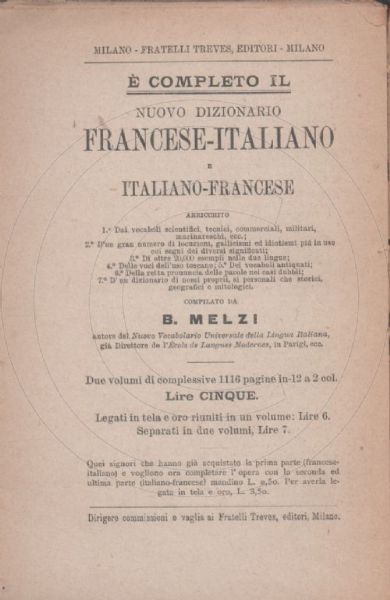 MILANO - FRATELLI TREVES, EDITORI - MILANO
È COMPLETO IL
NUOVO DIZIONARIO
FRANCESE-ITALIANO
E
ITALIANO-FRANCESE
ARRICCHITO
1.º Dai vocaboli scientifici, tecnici, commerciali, militari,
marinareschi, ecc.;
2.º D'un gran numero di locuzioni, gallicismi ed idiotismi più in uso
coi segni dei diversi significati;
3.º Di oltre 20,000 esempii nelle due lingue;
4.º Delle voci dell'uso toscano; 5.º Dei vocaboli antiquati;
6.º Della retta pronuncia delle parole nei casi dubbii;
7.º D'un dizionario di nomi proprii, sì personali che storici,
geografici e mitologici.
COMPILATO DA
B. MELZI
autore del Nuovo Vocabolario Universale della Lingua Italiana,
già Direttore de l'École de Langues Modernes, in Parigi, ecc.
Due volumi di complessive 1116 pagine in-12 a 2 col.
Lire CINQUE.
Legati in tela e oro riuniti in un volume: Lire 6.
Separati in due volumi, Lire 7.
Quei signori che hanno già acquistato la prima parte (francese-
italiano) e vogliono ora completare l'opera con la seconda ed
ultima parte (italiano-francese) mandino L. 2,50. Per averla le-
gata in tela e oro, L. 3,50.
Dirigere commissioni e vaglia ai Fratelli Treves, editori, Milano.